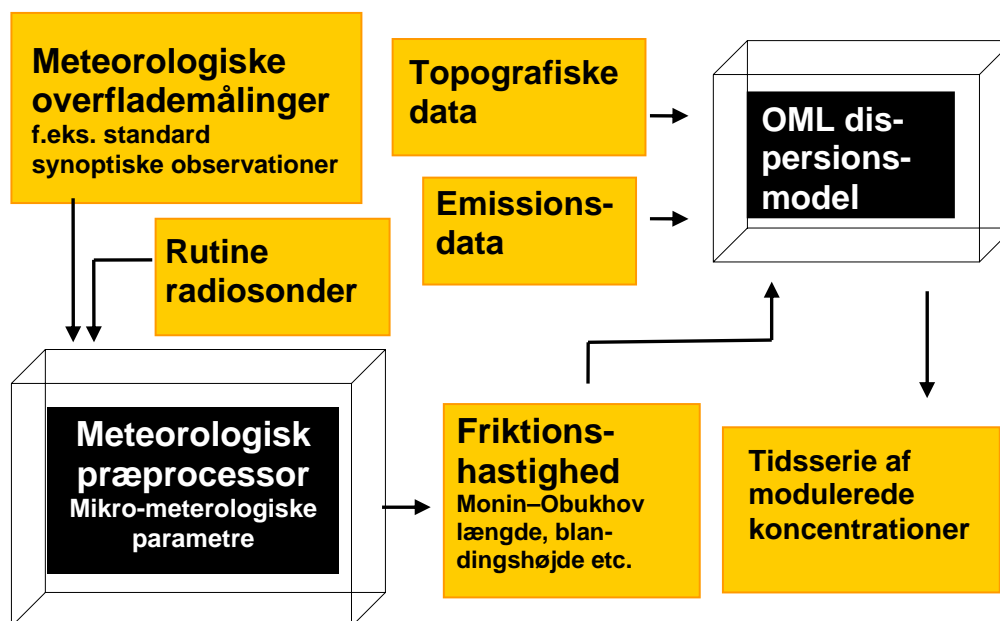 Meteorologiske
overflademålinger
f.eks. standard
synoptiske observationer
Topografiske
data
OML dis-
persions-
model
Emissions-
data
Rutine
radiosonder
Meteorologisk
præprocessor
Mikro-meterologiske
parametre
Friktions-
hastighed
Monin–Obukhov
længde, blan-
dingshøjde etc.
Tidsserie af
modulerede
koncentrationer